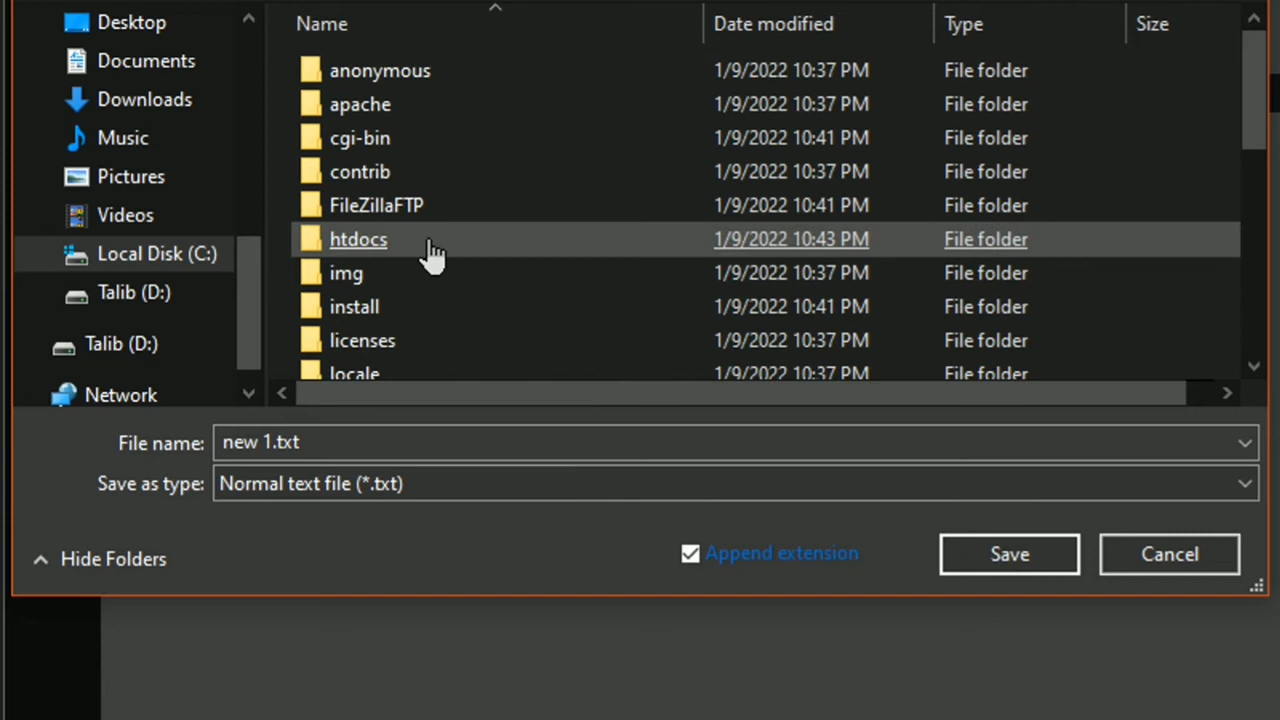 Desktop
Documents
Downloads
Music
Pictures
Videos
Local Disk (C:)
Talib (D:)
Talib (D:)
Network
Name Date modified Type Size
anonymous 1/9/2022 10:37 PM File folder
apache 1/9/2022 10:37 PM File folder
cgi-bin 1/9/2022 10:41 PM File folder
contrib 1/9/2022 10:37 PM File folder
FileZillaFTP 1/9/2022 10:41 PM File folder
htdocs 1/9/2022 10:43 PM File folder
img 1/9/2022 10:37 PM File folder
install 1/9/2022 10:41 PM File folder
licenses 1/9/2022 10:37 PM File folder
locale 1/9/2022 10:37 PM File folder
File name: new 1.txt
Save as type: Normal text file (*.txt)
Hide Folders Append extension Save Cancel